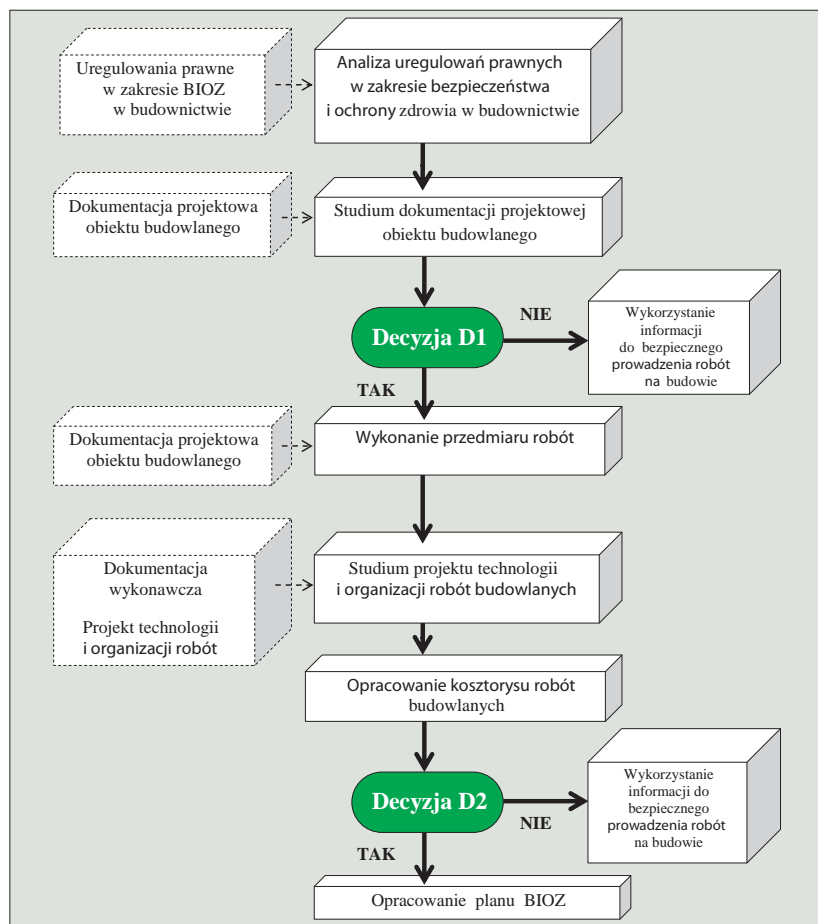 Uregulowania prawne
w zakresie BIOZ
w budownictwie
Analiza uregulowań prawnych
w zakresie bezpieczeństwa
i ochrony zdrowia w budownictwie
Dokumentacja projektowa
obiektu budowlanego
Studium dokumentacji projektowej
obiektu budowlanego
Decyzja D1
NIE
Wykorzystanie
informacji
do bezpiecznego
prowadzenia robót
na budowie
TAK
Dokumentacja projektowa
obiektu budowlanego
Wykonanie przedmiaru robót
Dokumentacja
wykonawcza
Projekt technologii
i organizacji robót
Studium projektu technologii
i organizacji robót budowlanych
Opracowanie kosztorysu robót
budowlanych
Decyzja D2
NIE
Wykorzystanie
informacji do
bezpiecznego
prowadzenia robót
na budowie
TAK
Opracowanie planu BIOZ